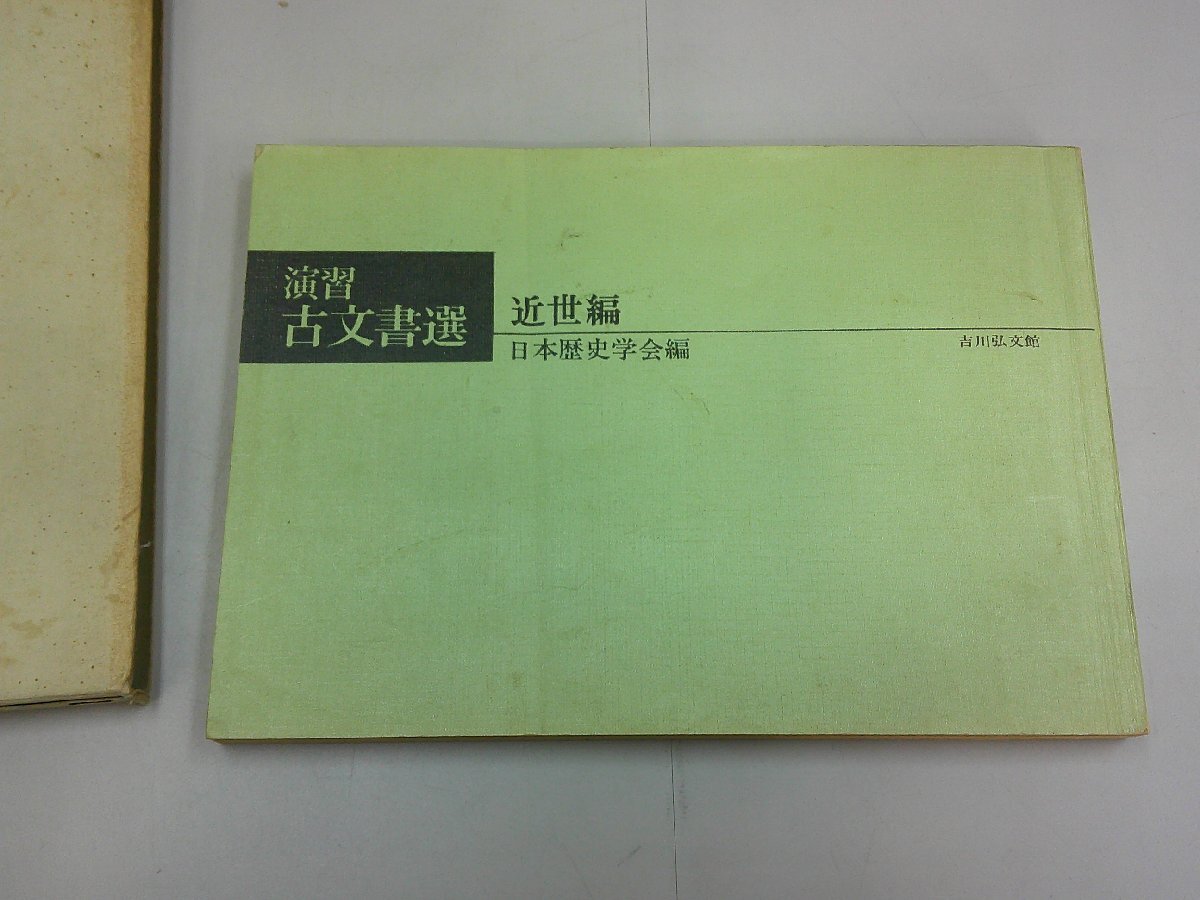 演習
古文書選
近世編
日本歴史学会編
吉川弘文館